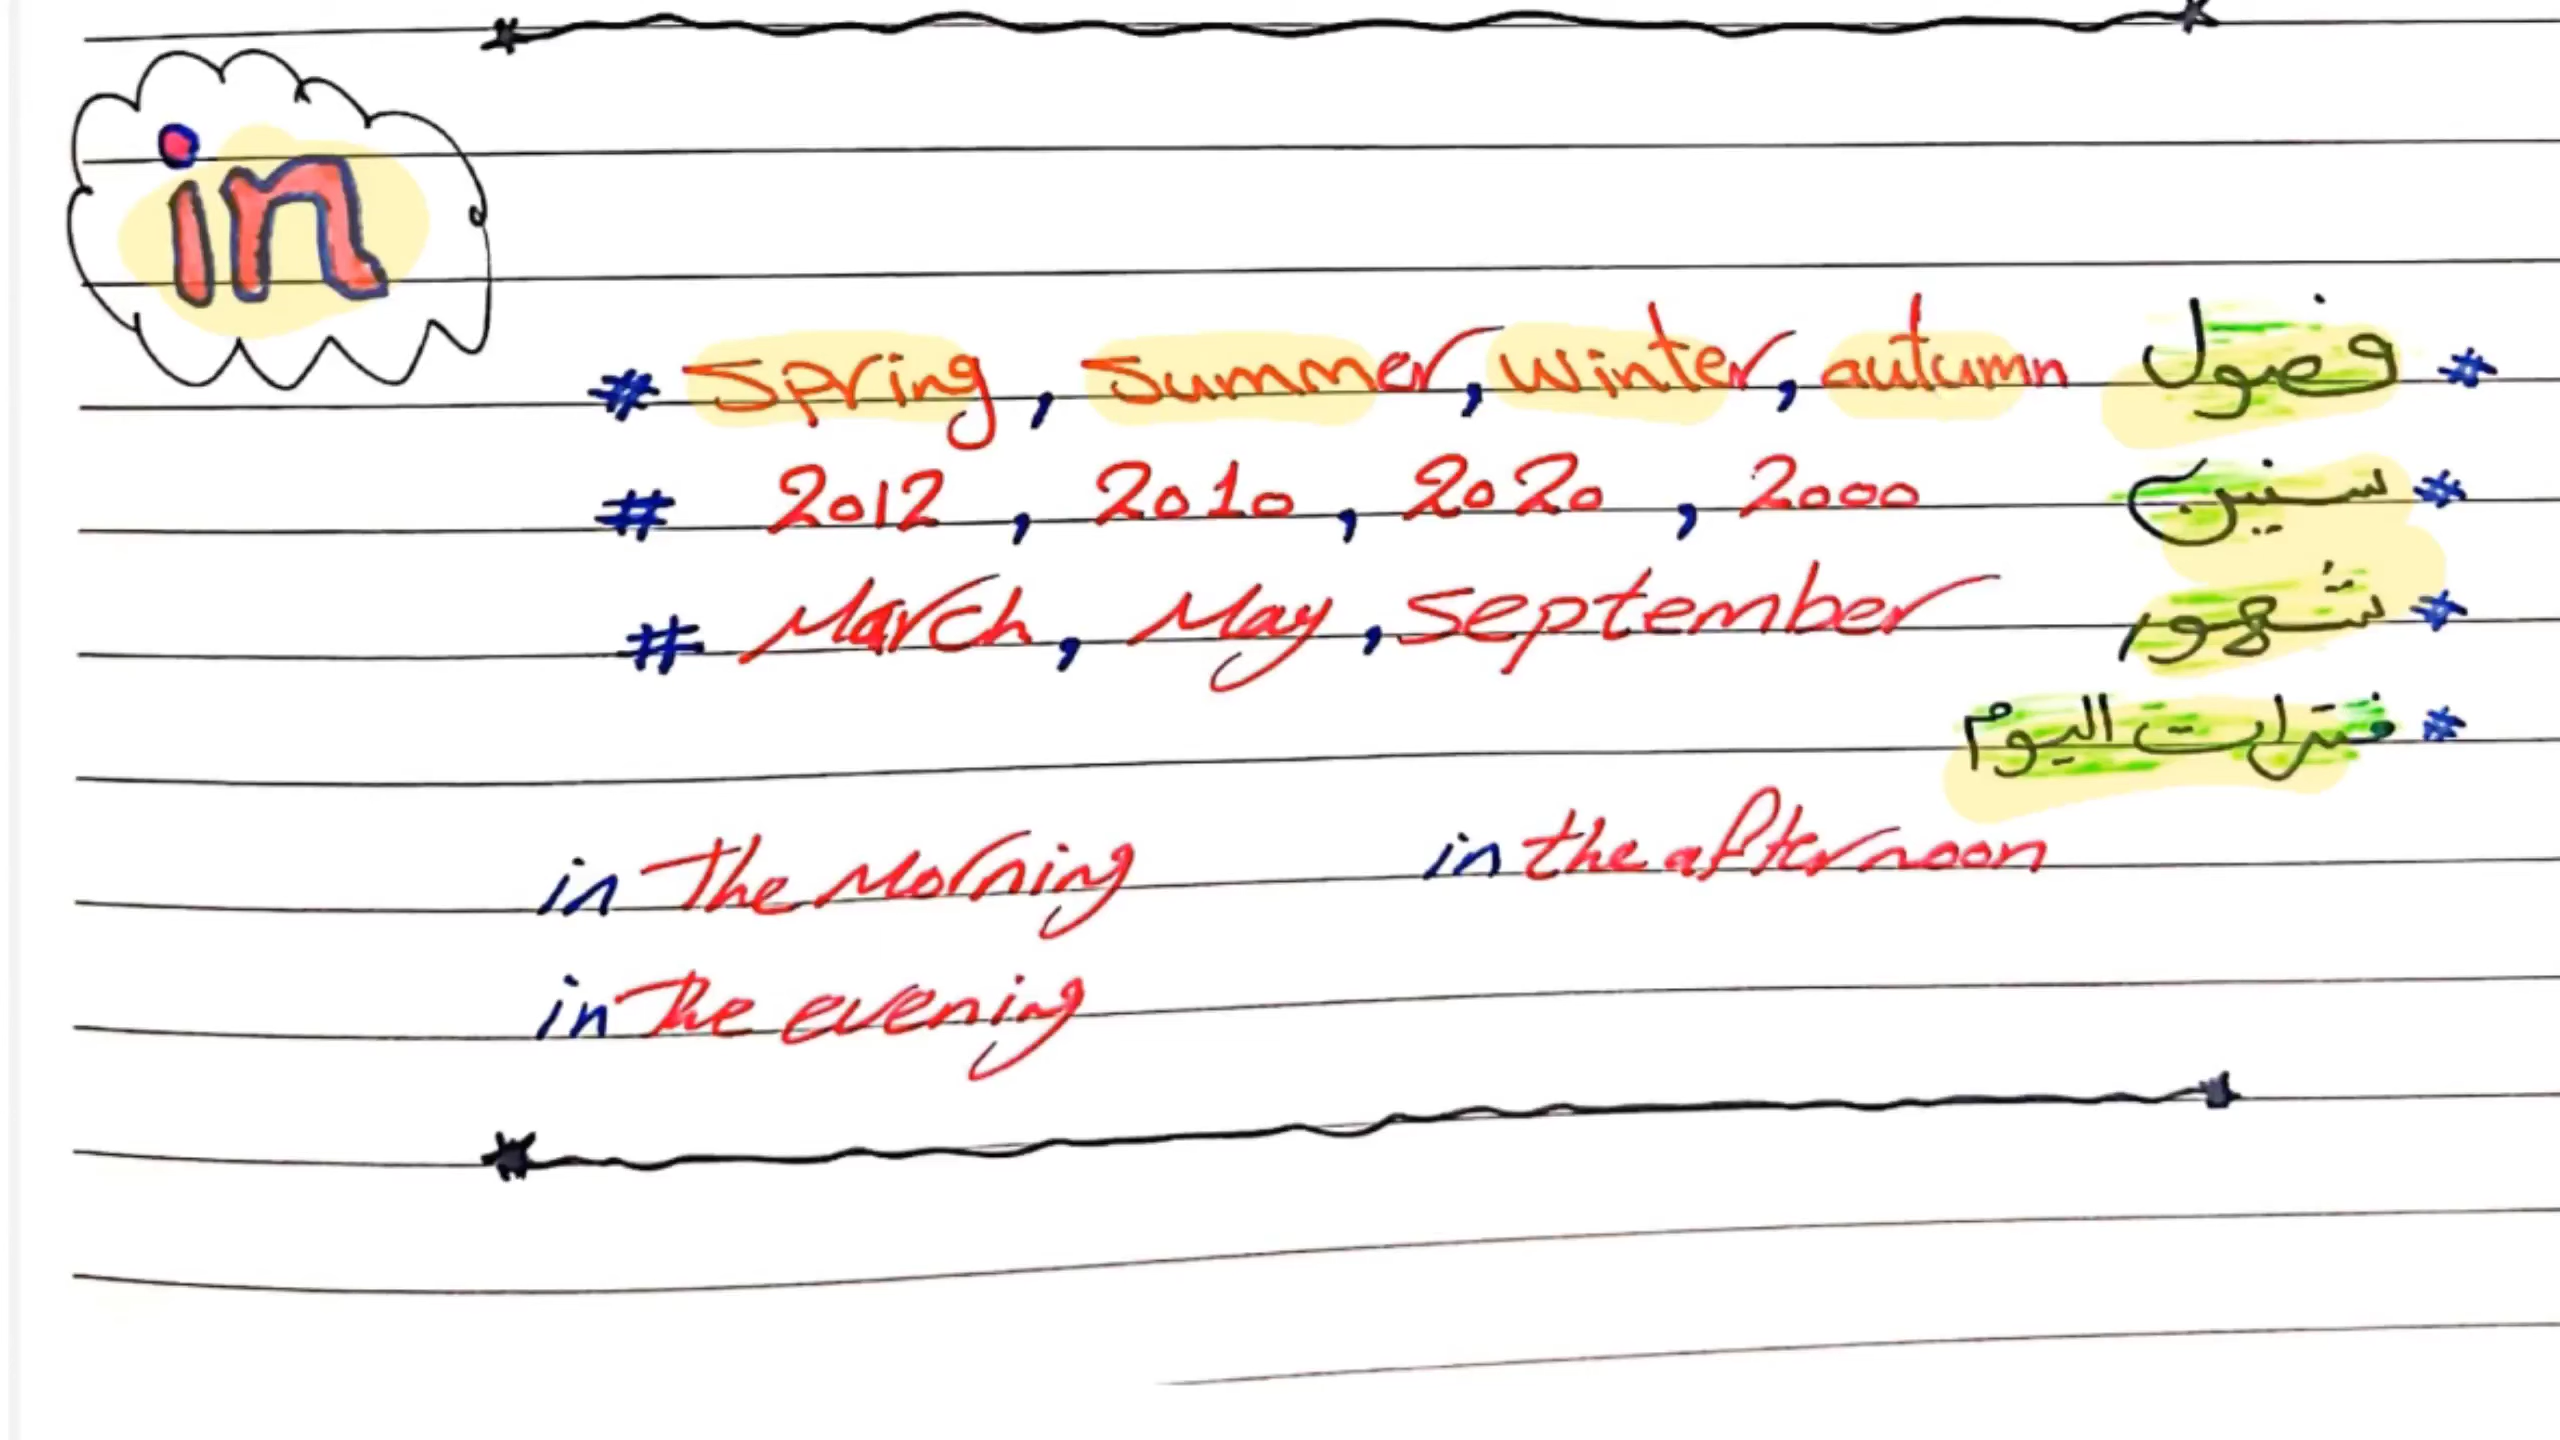 in
# Spring, Summer, Winter, autumn فصول #
# 2012, 2010, 2020, 2000 سنين #
# March, May, September شهور #
فترات اليوم #
in The Morning in the afternoon
in The evening